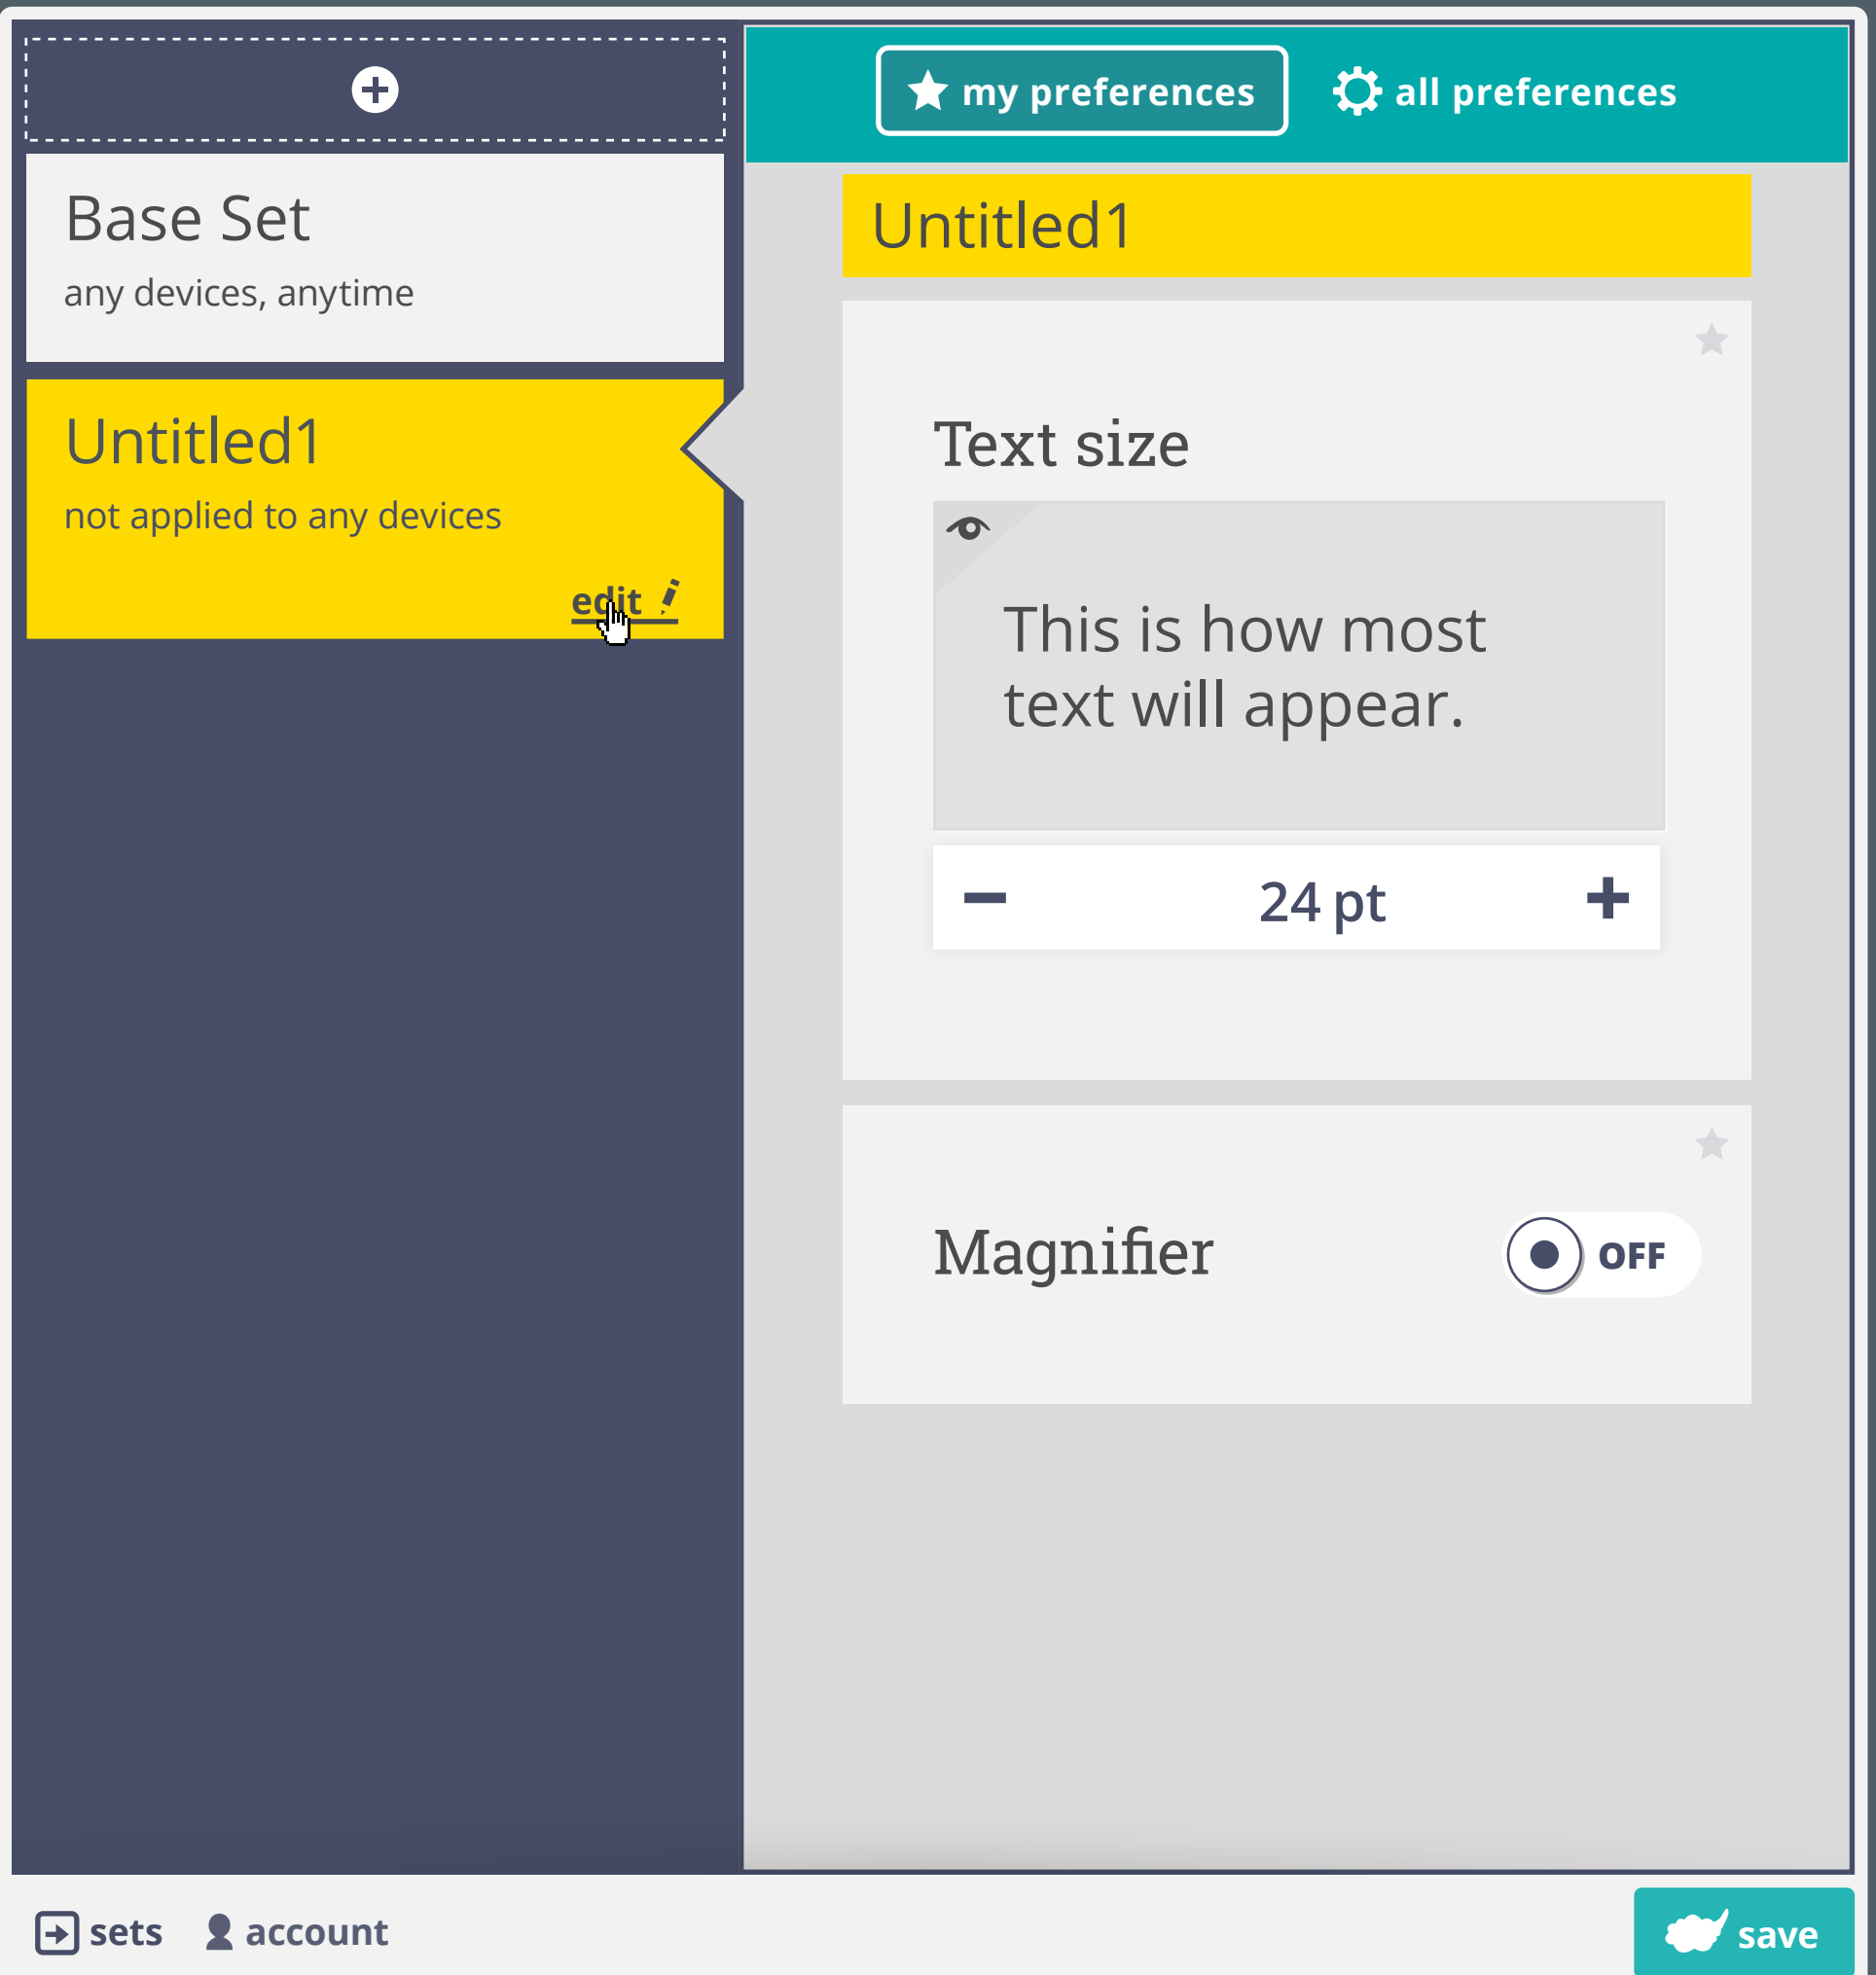 Base Set
any devices, anytime
Untitled1
not applied to any devices
edit
my preferences
all preferences
Untitled1
Text size
This is how most
text will appear.
24 pt
Magnifier
OFF
sets
account
save